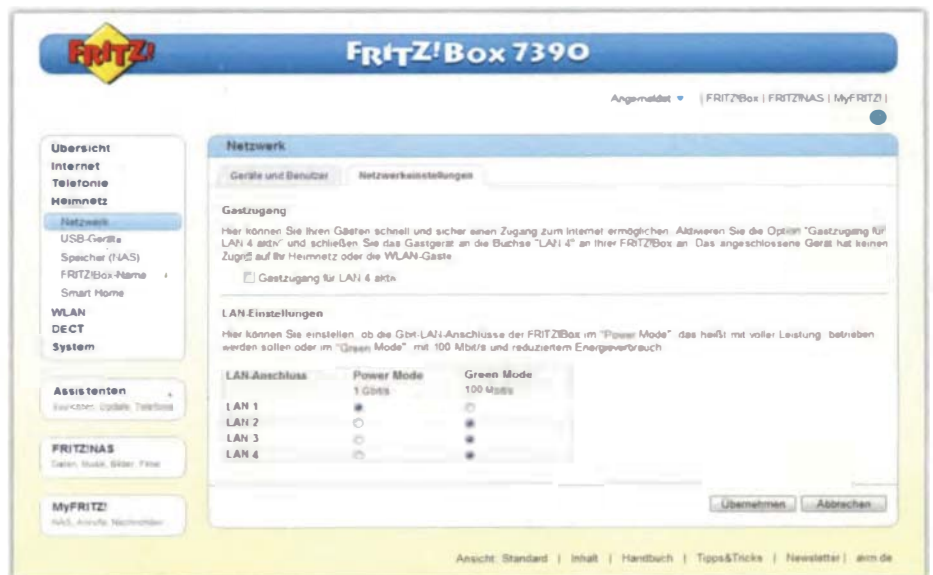 FRITZ!
FRITZ!Box 7390
Angemeldet | FRITZ!Box | FRITZ!NAS | MyFRITZ! |
Übersicht
Internet
Telefonie
Heimnetz
Netzwerk
USB-Geräte
Speicher (NAS)
FRITZ!Box-Name
Smart Home
WLAN
DECT
System
Assistenten
Update, Telefonie
FRITZ!NAS
Musik, Bilder, Filme
MyFRITZ!
NAS, Anrufe, Nachrichten
Netzwerk
Geräte und Benutzer Netzwerkeinstellungen
Gastzugang
Hier können Sie Ihren Gästen schnell und sicher einen Zugang zum Internet ermöglichen. Aktivieren Sie die Option "Gastzugang für
LAN 4 aktiv" und schließen Sie das Gastgerät an die Buchse "LAN 4" an Ihrer FRITZ!Box an. Das angeschlossene Gerät hat keinen
Zugriff auf Ihr Heimnetz oder die WLAN-Gäste
Gastzugang für LAN 4 aktiv
LAN-Einstellungen
Hier können Sie einstellen, ob die Gbit-LAN-Anschlüsse der FRITZ!Box im "Power Mode" das heißt mit voller Leistung betrieben
werden sollen oder im "Green Mode" mit 100 Mbit/s und reduziertem Energieverbrauch
LAN-Anschluss Power Mode Green Mode
1 Gbit/s 100 Mbit/s
LAN 1
LAN 2
LAN 3
LAN 4
Übernehmen Abbrechen
Ansicht: Standard | Inhalt | Handbuch | Tipps&Tricks | Newsletter | avm.de